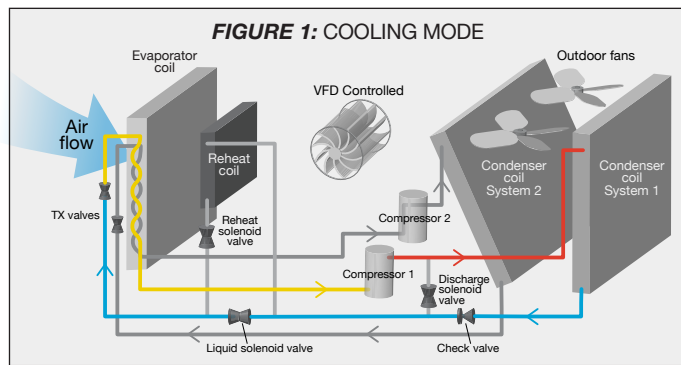 FIGURE 1: COOLING MODE
Evaporator
coil
Outdoor fans
VFD Controlled
Air
flow
Reheat
coil
Condenser
coil
System 2
Condenser
coil
System 1
TX valves
Reheat
solenoid
valve
Compressor 2
Compressor 1
Discharge
solenoid
valve
Liquid solenoid valve
Check valve